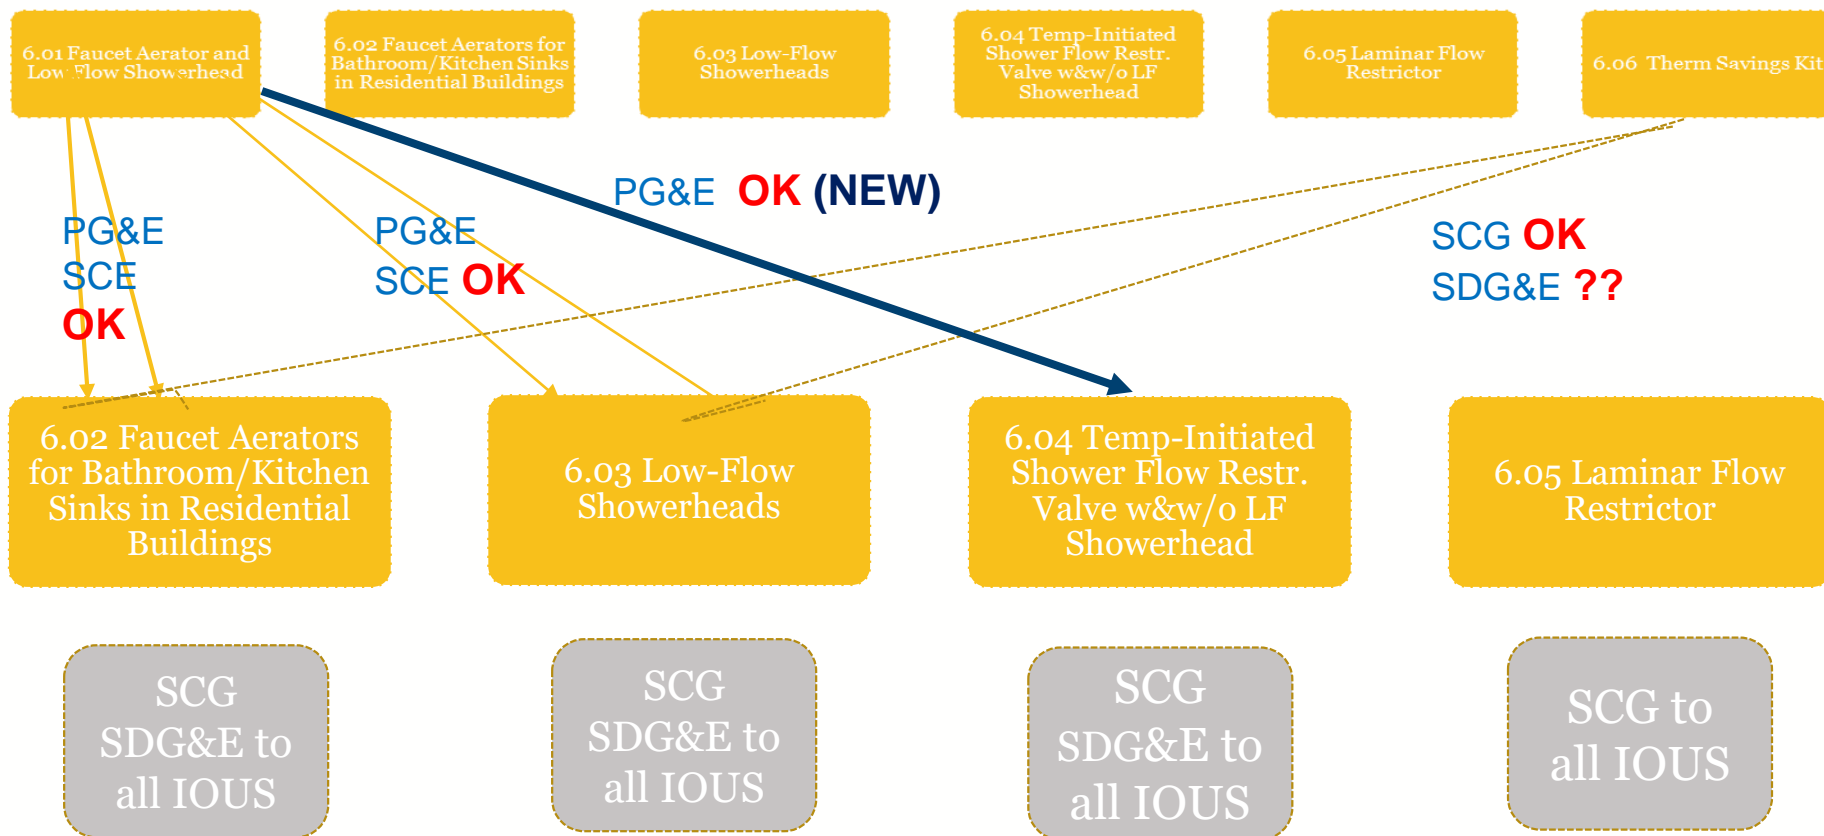 6.01 Faucet Aerator and
Low-Flow Showerhead
6.02 Faucet Aerators for
Bathroom/Kitchen Sinks
in Residential Buildings
6.03 Low-Flow
Showerheads
6.04 Temp-Initiated
Shower Flow Restr.
Valve w&w/o LF
Showerhead
6.05 Laminar Flow
Restrictor
6.06 Therm Savings Kit
PG&E OK (NEW)
PG&E
SCE
OK
PG&E
SCE OK
SCG OK
SDG&E ??
6.02 Faucet Aerators
for Bathroom/Kitchen
Sinks in Residential
Buildings
6.03 Low-Flow
Showerheads
6.04 Temp-Initiated
Shower Flow Restr.
Valve w&w/o LF
Showerhead
6.05 Laminar Flow
Restrictor
SCG
SDG&E to
all IOUS
SCG
SDG&E to
all IOUS
SCG
SDG&E to
all IOUS
SCG to
all IOUS